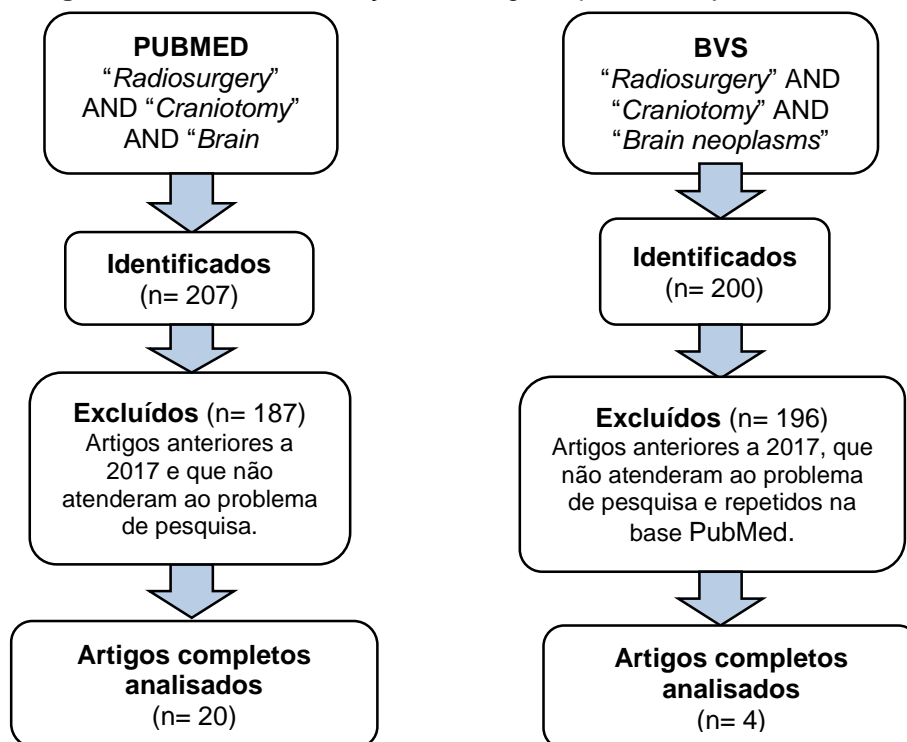 PUBMED
“Radiosurgery”
AND “Craniotomy”
AND “Brain
Identificados
(n= 207)
Excluídos (n= 187)
Artigos anteriores a
2017 e que não
atenderam ao problema
de pesquisa.
Artigos completos
analisados
(n= 20)
BVS
“Radiosurgery” AND
“Craniotomy” AND
“Brain neoplasms”
Identificados
(n= 200)
Excluídos (n= 196)
Artigos anteriores a 2017, que
não atenderam ao problema
de pesquisa e repetidos na
base PubMed.
Artigos completos
analisados
(n= 4)